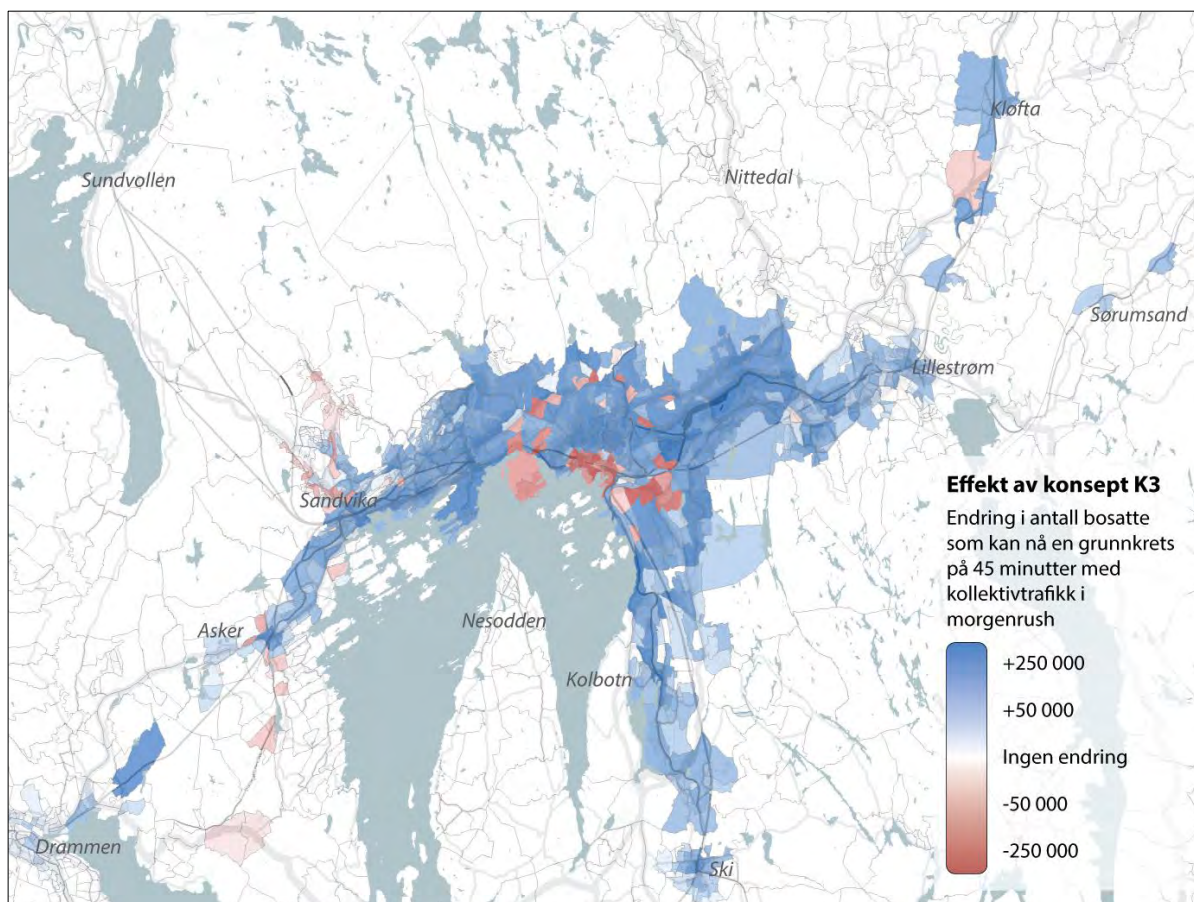 Kløfta
Sundvollen
Nittedal
Sørumsand
Lillestrøm
Sandvika
Asker
Nesodden
Kolbotn
Drammen
Ski
Effekt av konsept K3
Endring i antall bosatte
som kan nå en grunnkrets
på 45 minutter med
kollektivtrafikk i
morgenrush
+250 000
+50 000
Ingen endring
-50 000
-250 000